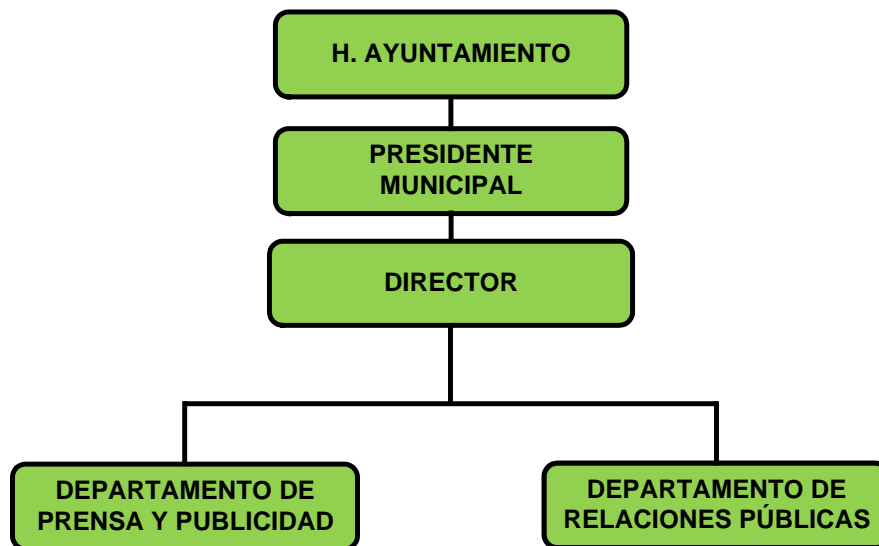 H. AYUNTAMIENTO
PRESIDENTE
MUNICIPAL
DIRECTOR
DEPARTAMENTO DE
PRENSA Y PUBLICIDAD
DEPARTAMENTO DE
RELACIONES PÚBLICAS